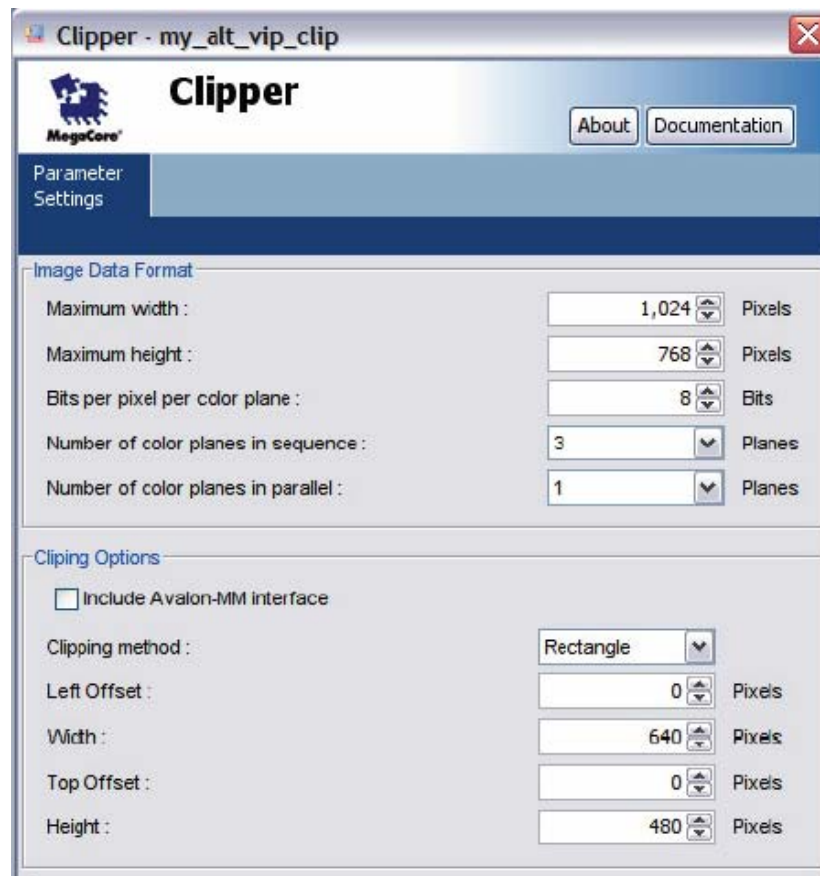 Clipper - my_alt_vip_clip
MegaCore®
Clipper
About
Documentation
Parameter
Settings
Image Data Format
Maximum width : 1,024 Pixels
Maximum height : 768 Pixels
Bits per pixel per color plane : 8 Bits
Number of color planes in sequence : 3 Planes
Number of color planes in parallel : 1 Planes
Cliping Options
Include Avalon-MM interface
Clipping method : Rectangle
Left Offset : 0 Pixels
Width : 640 Pixels
Top Offset : 0 Pixels
Height : 480 Pixels